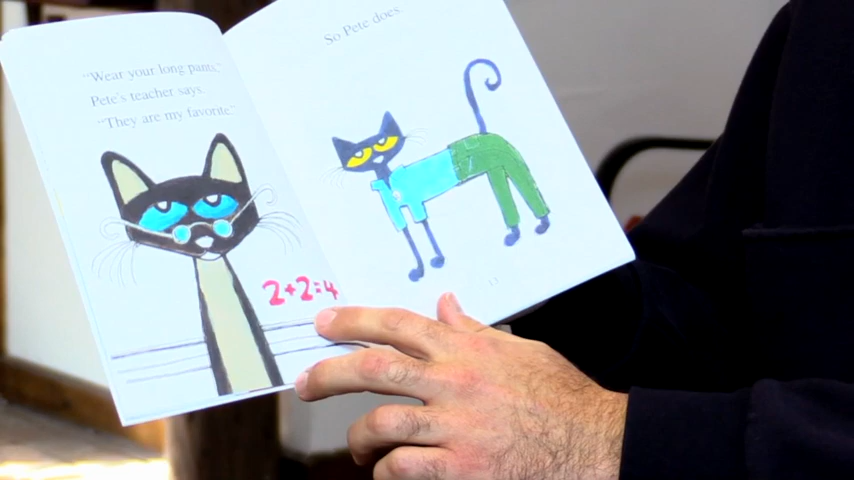 "Wear your long pants,"
Pete's teacher says.
"They are my favorite."
2+2=4
So Pete does.